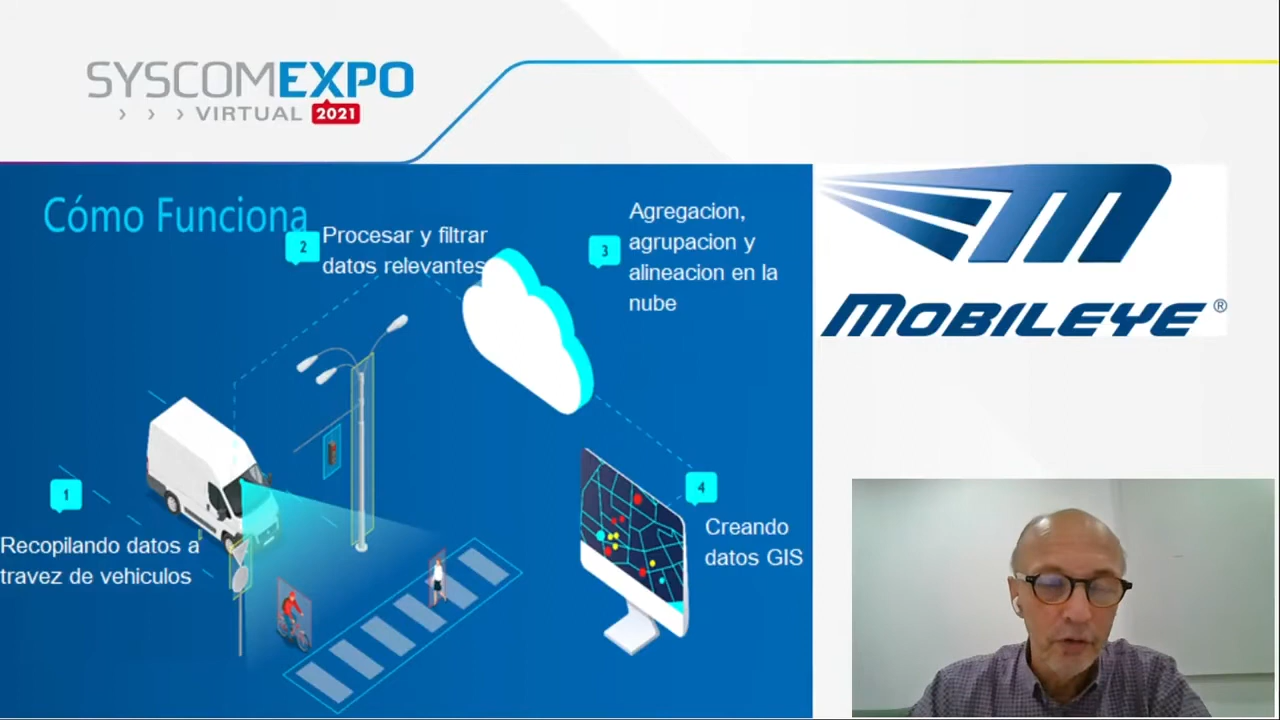 SYSCOMEXPO
VIRTUAL 2021
Cómo Funciona
2
Procesar y filtrar
datos relevantes
3
Agregacion,
agrupacion y
alineacion en la
nube
MOBILEYE®
1
Recopilando datos a
travez de vehiculos
4
Creando
datos GIS